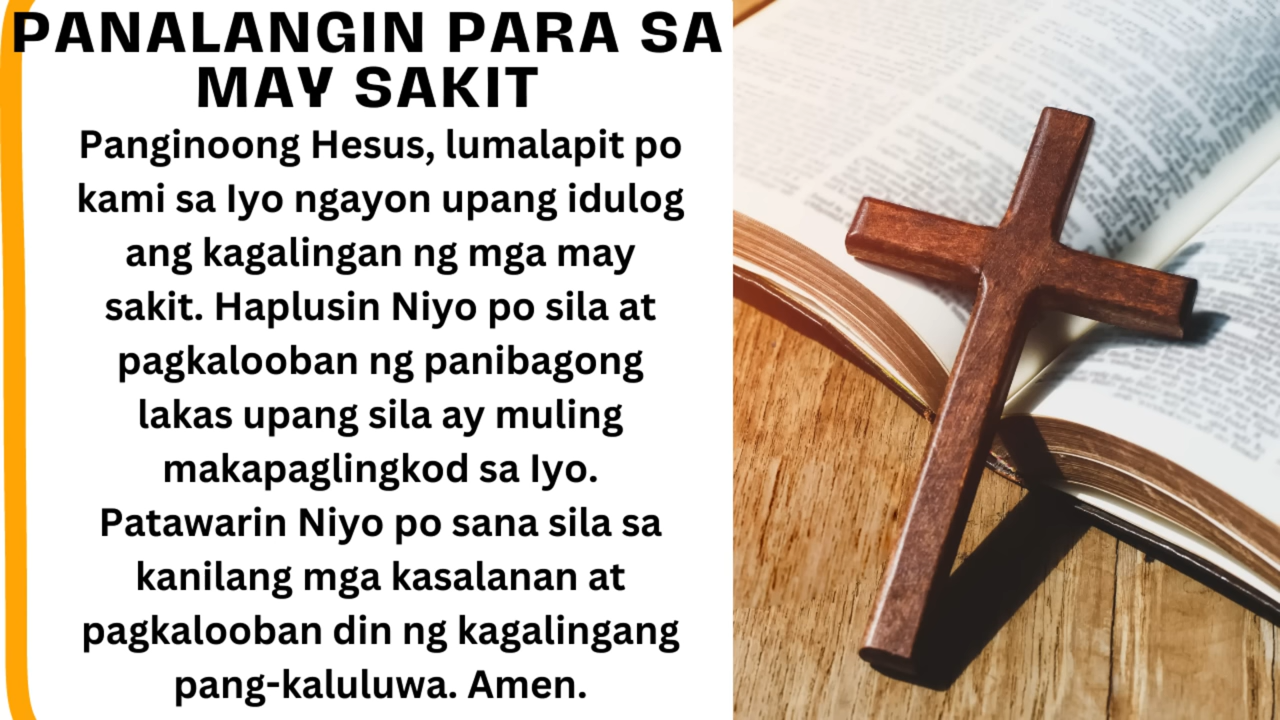 PANALANGIN PARA SA
MAY SAKIT
Panginoong Hesus, lumalapit po
kami sa Iyo ngayon upang idulog
ang kagalingan ng mga may
sakit. Haplusin Niyo po sila at
pagkalooban ng panibagong
lakas upang sila ay muling
makapaglingkod sa Iyo.
Patawarin Niyo po sana sila sa
kanilang mga kasalanan at
pagkalooban din ng kagalingang
pang-kaluluwa. Amen.